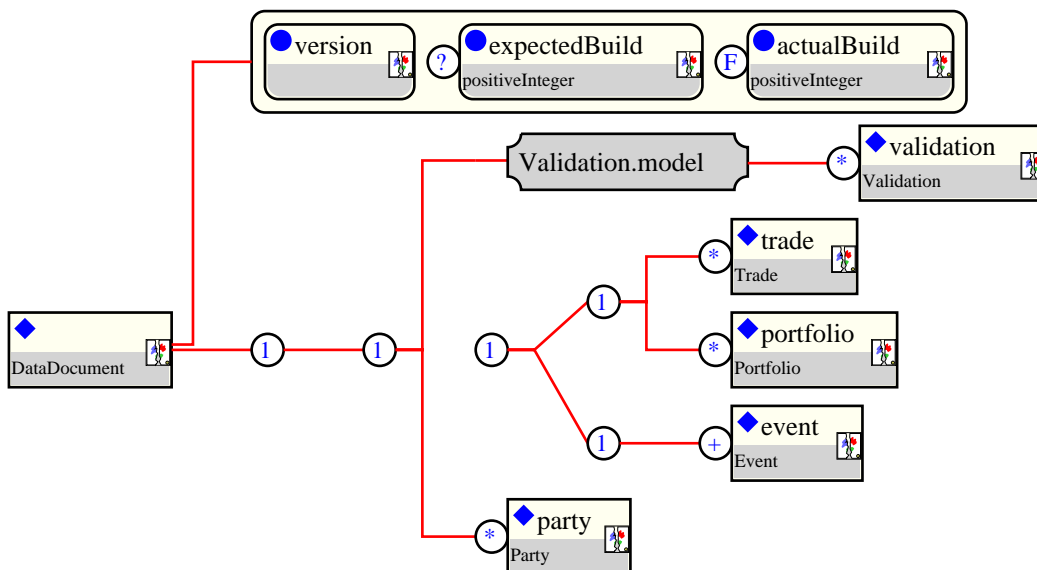 version
? expectedBuild
positiveInteger
F actualBuild
positiveInteger
Validation.model
* validation
Validation
* trade
Trade
1
DataDocument
1
1
1
* portfolio
Portfolio
1
+ event
Event
* party
Party